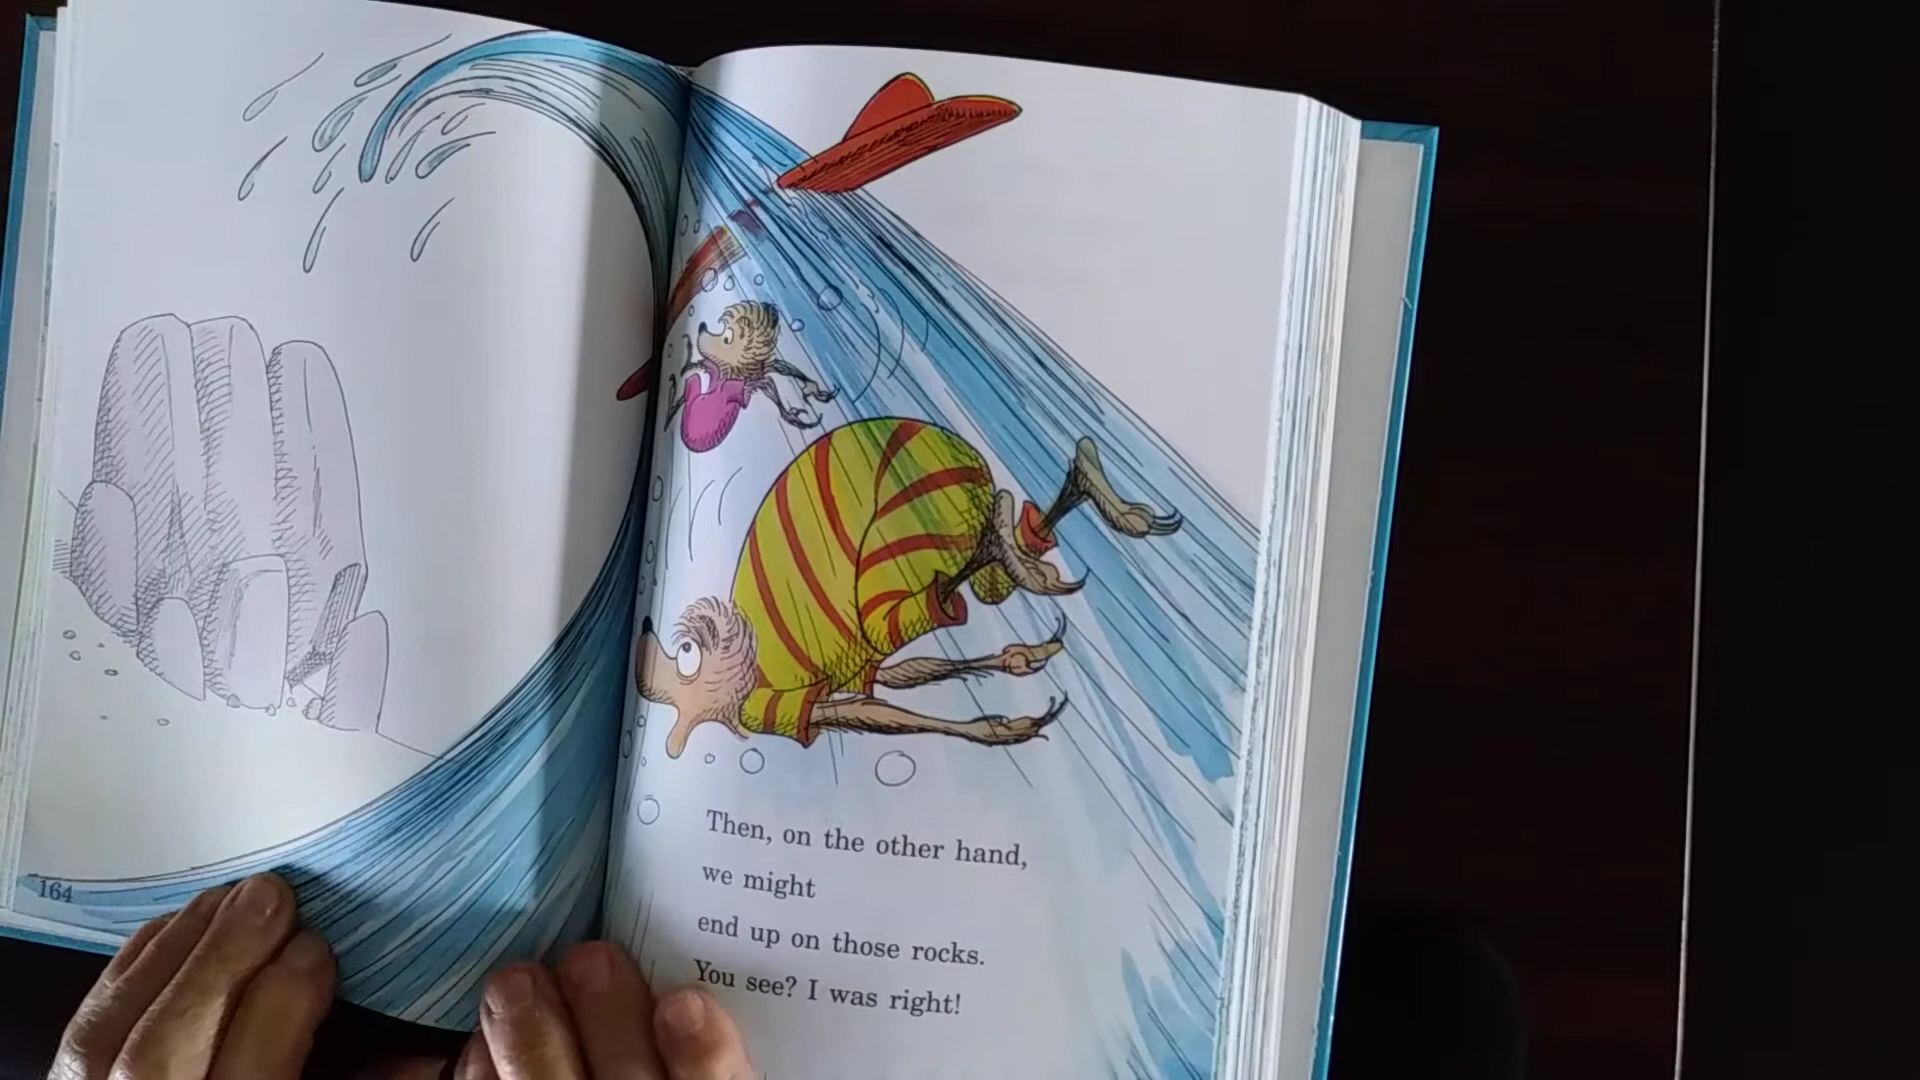 164
Then, on the other hand,
we might
end up on those rocks.
You see? I was right!